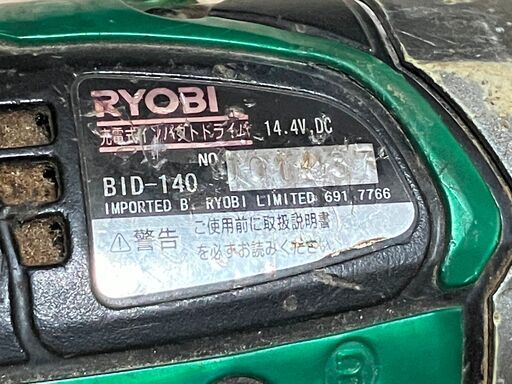 RYOBI
充電式インパクトドライバ 14.4V DC
NO
BID-140
IMPORTED B. RYOBI LIMITED 691 7766
⚠警告 ご使用前に取扱説明書
を必ずお読みください